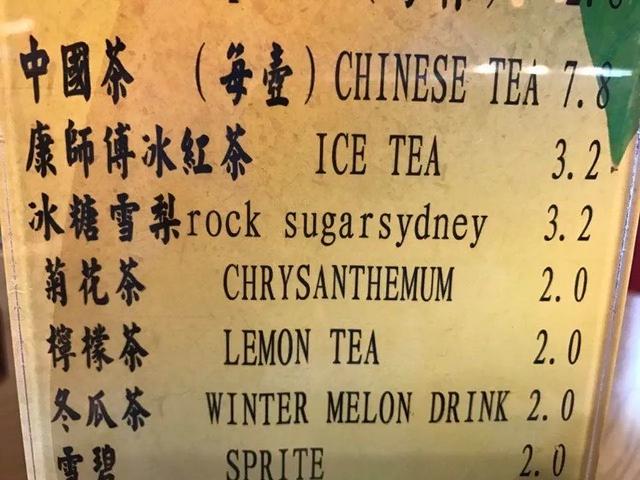 中國茶 (每壺) CHINESE TEA 7.8
康師傅冰紅茶 ICE TEA 3.2
冰糖雪梨rock sugarsydney 3.2
菊花茶 CHRYSANTHEMUM 2.0
檸檬茶 LEMON TEA 2.0
冬瓜茶 WINTER MELON DRINK 2.0
雪碧 SPRITE 2.0